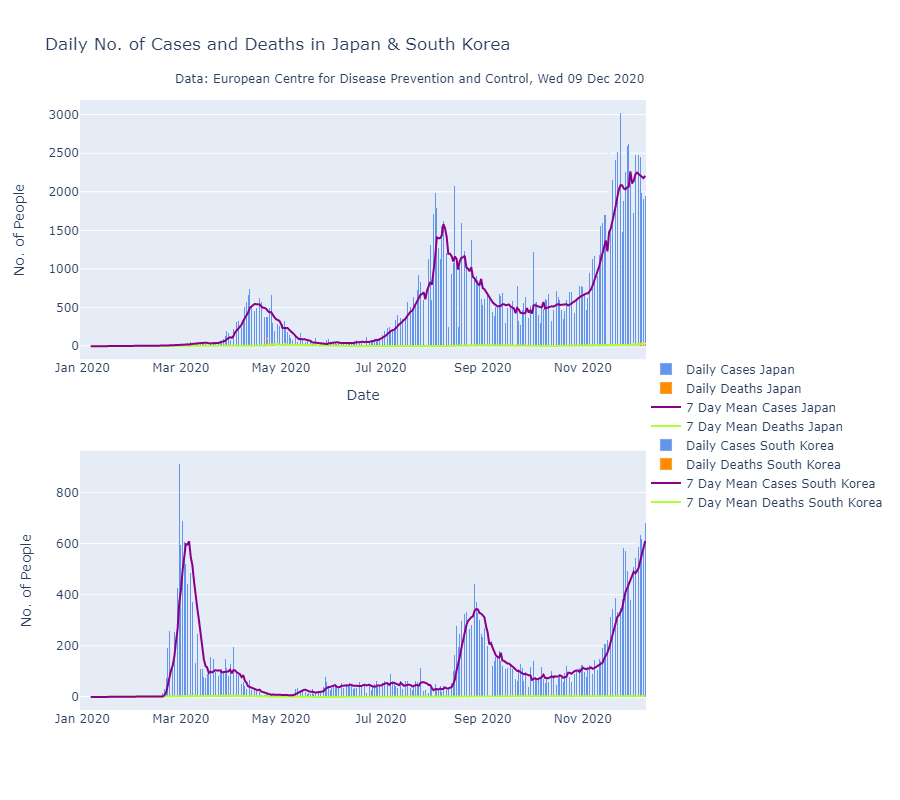 Daily No. of Cases and Deaths in Japan & South Korea
Data: European Centre for Disease Prevention and Control, Wed 09 Dec 2020
3000
2500
2000
1500
1000
500
0
No. of People
Jan 2020 Mar 2020 May 2020 Jul 2020 Sep 2020 Nov 2020
Date
Daily Cases Japan
Daily Deaths Japan
7 Day Mean Cases Japan
7 Day Mean Deaths Japan
Daily Cases South Korea
Daily Deaths South Korea
7 Day Mean Cases South Korea
7 Day Mean Deaths South Korea
800
600
400
200
0
No. of People
Jan 2020 Mar 2020 May 2020 Jul 2020 Sep 2020 Nov 2020